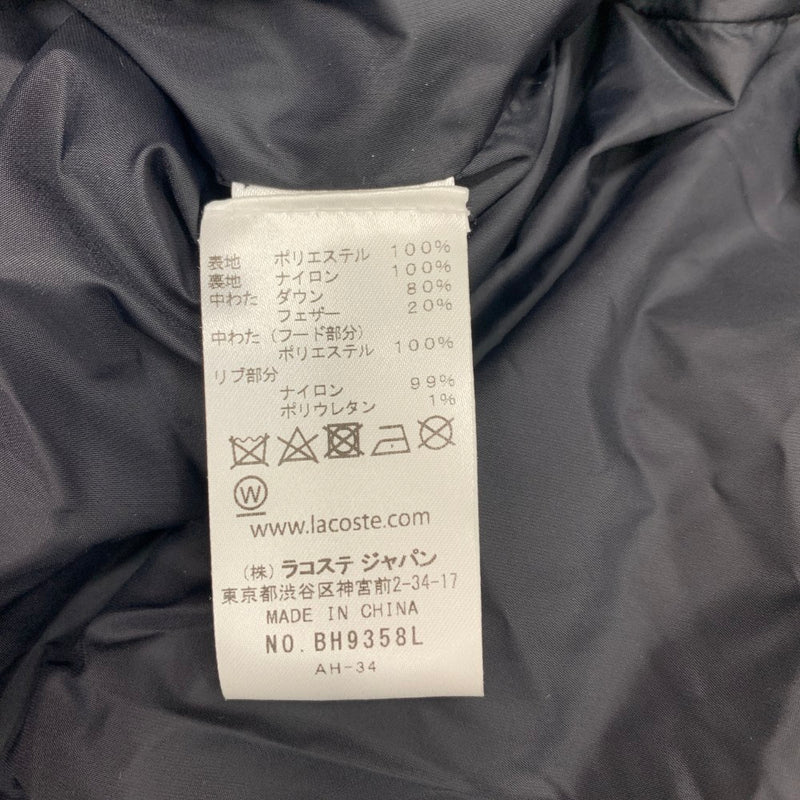 表地 ポリエステル 100%
裏地 ナイロン 100%
中わた ダウン 80%
フェザー 20%
中わた (フード部分)
ポリエステル 100%
リブ部分
ナイロン 99%
ポリウレタン 1%
W
www.lacoste.com
(株) ラコステ ジャパン
東京都渋谷区神宮前2-34-17
MADE IN CHINA
NO. BH9358L
AH-34